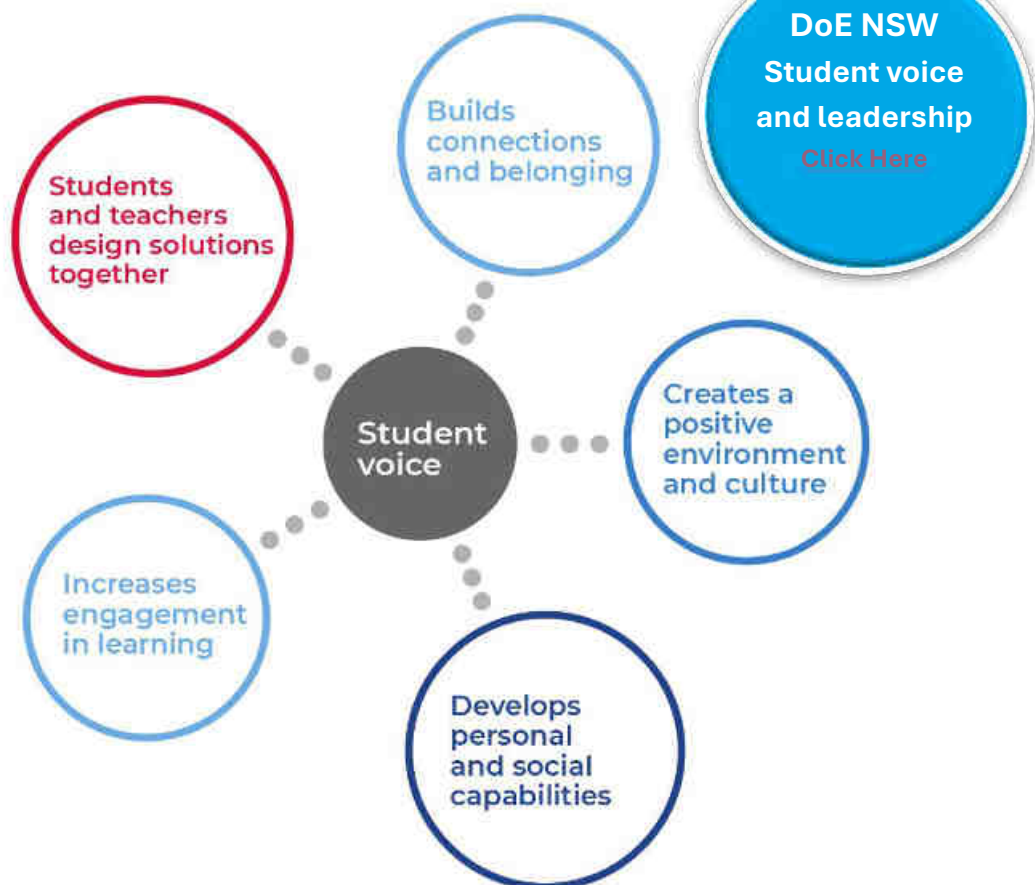 DoE NSW
Student voice
and leadership
Click Here
Builds
connections
and belonging
Students
and teachers
design solutions
together
Student
voice
Creates a
positive
environment
and culture
Increases
engagement
in learning
Develops
personal
and social
capabilities